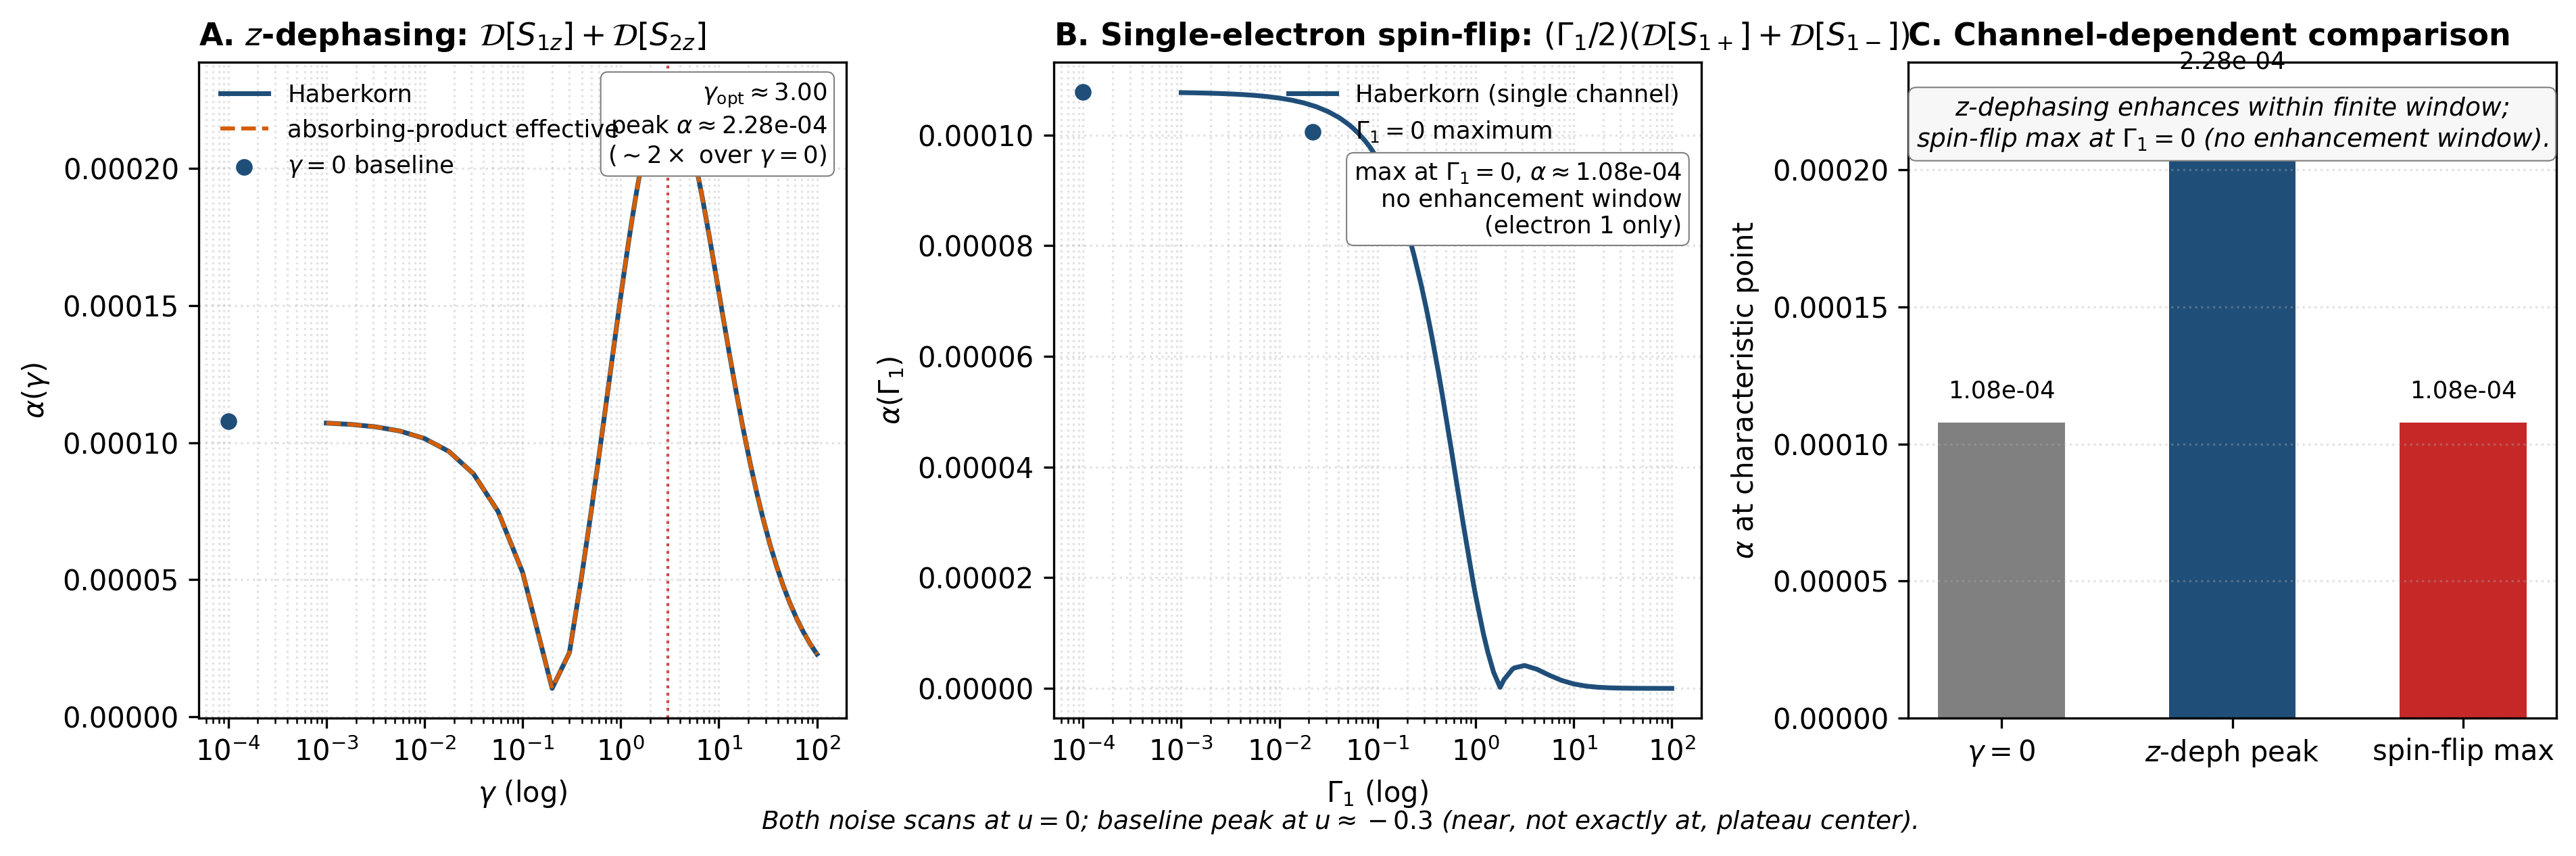 A. z-dephasing: 𝒟[S₁z] + 𝒟[S₂z]
Haberkorn
absorbing-product effective
γ = 0 baseline
γopt ≈ 3.00
peak α ≈ 2.28e-04
(∼2× over γ = 0)
α(γ)
0.00020
0.00015
0.00010
0.00005
0.00000
10⁻⁴ 10⁻³ 10⁻² 10⁻¹ 10⁰ 10¹ 10²
γ (log)
B. Single-electron spin-flip: (Γ₁/2)(𝒟[S₁₊] + 𝒟[S₁₋])
Haberkorn (single channel)
Γ₁ = 0 maximum
max at Γ₁ = 0, α ≈ 1.08e-04
no enhancement window
(electron 1 only)
α(Γ₁)
0.00010
0.00008
0.00006
0.00004
0.00002
0.00000
10⁻⁴ 10⁻³ 10⁻² 10⁻¹ 10⁰ 10¹ 10²
Γ₁ (log)
C. Channel-dependent comparison
2.28e-04
z-dephasing enhances within finite window;
spin-flip max at Γ₁ = 0 (no enhancement window).
1.08e-04
1.08e-04
α at characteristic point
0.00020
0.00015
0.00010
0.00005
0.00000
γ = 0
z-deph peak
spin-flip max
Both noise scans at u = 0; baseline peak at u ≈ −0.3 (near, not exactly at, plateau center).